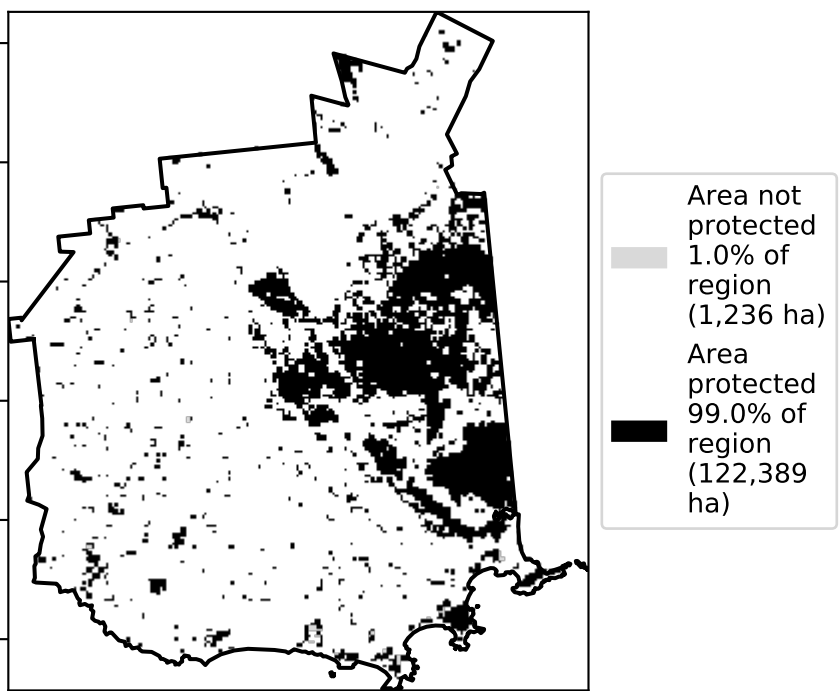 Area not
protected
1.0% of
region
(1,236 ha)
Area
protected
99.0% of
region
(122,389
ha)